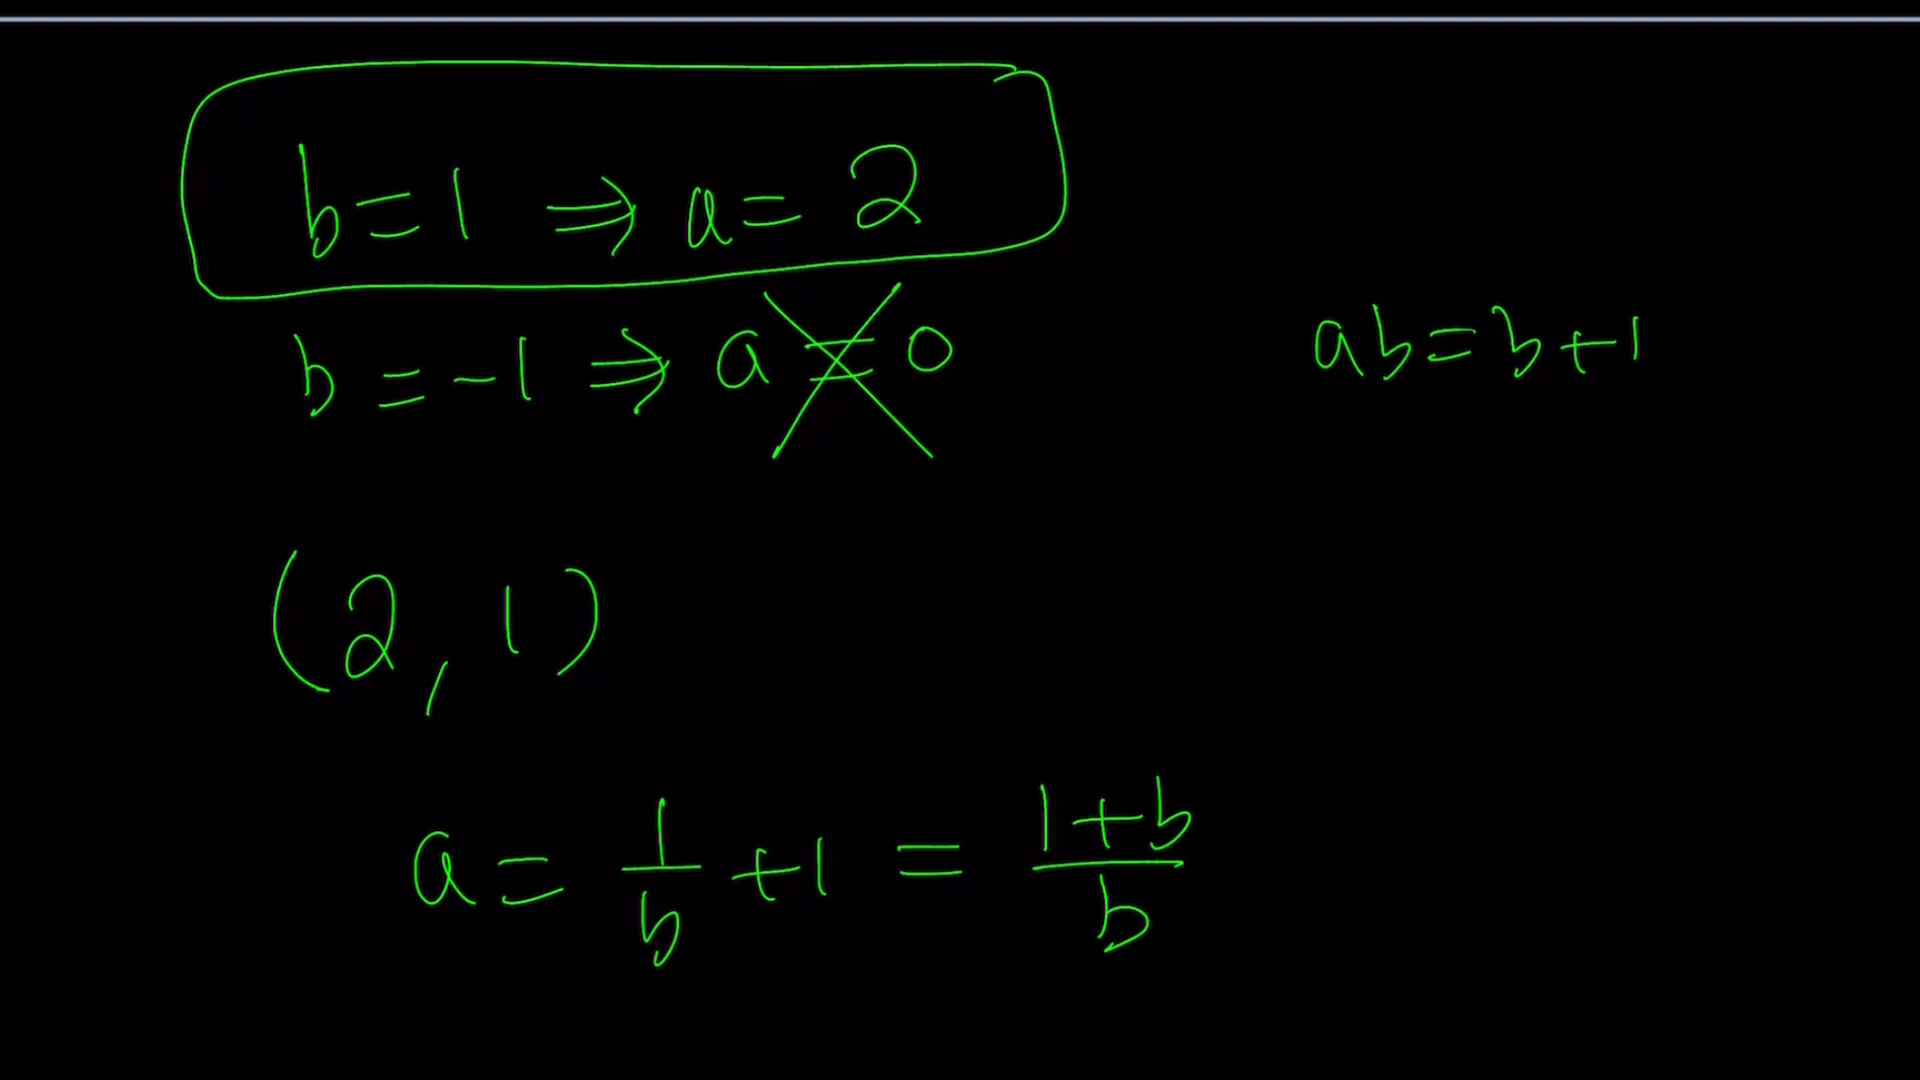 b = 1 ⇒ a = 2
b = -1 ⇒ a = 0
ab = b + 1
(2, 1)
a = 1/b + 1 = (1+b)/b